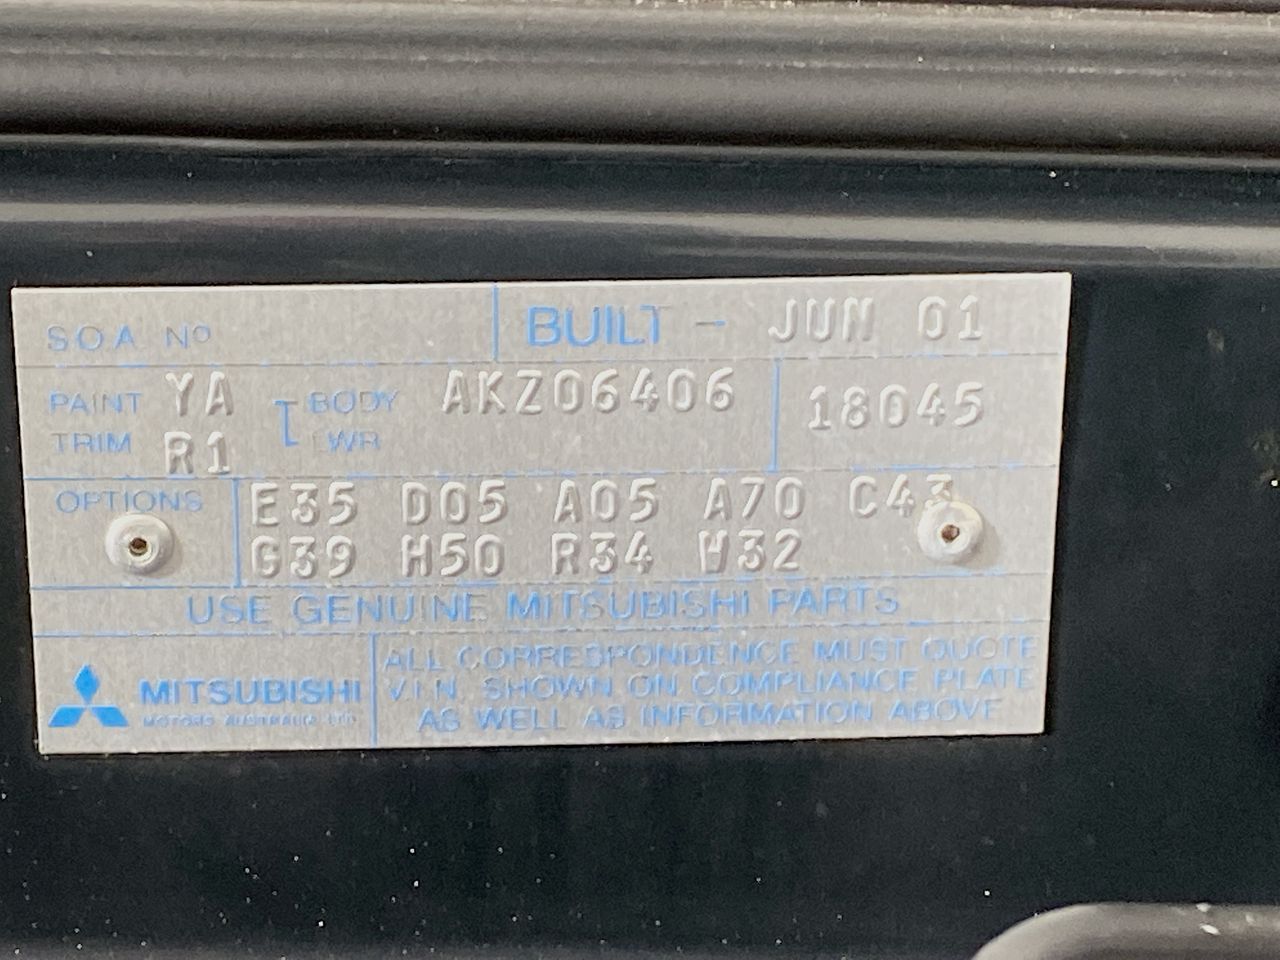 S.O.A Nº
BUILT - JUN 01
PAINT YA
BODY AKZ06406
18045
TRIM R1
LWR
OPTIONS
E35 D05 A05 A70 C43
G39 H50 R34 W32
USE GENUINE MITSUBISHI PARTS
MITSUBISHI
MOTORS AUSTRALIA LTD
ALL CORRESPONDENCE MUST QUOTE
V.I.N. SHOWN ON COMPLIANCE PLATE
AS WELL AS INFORMATION ABOVE